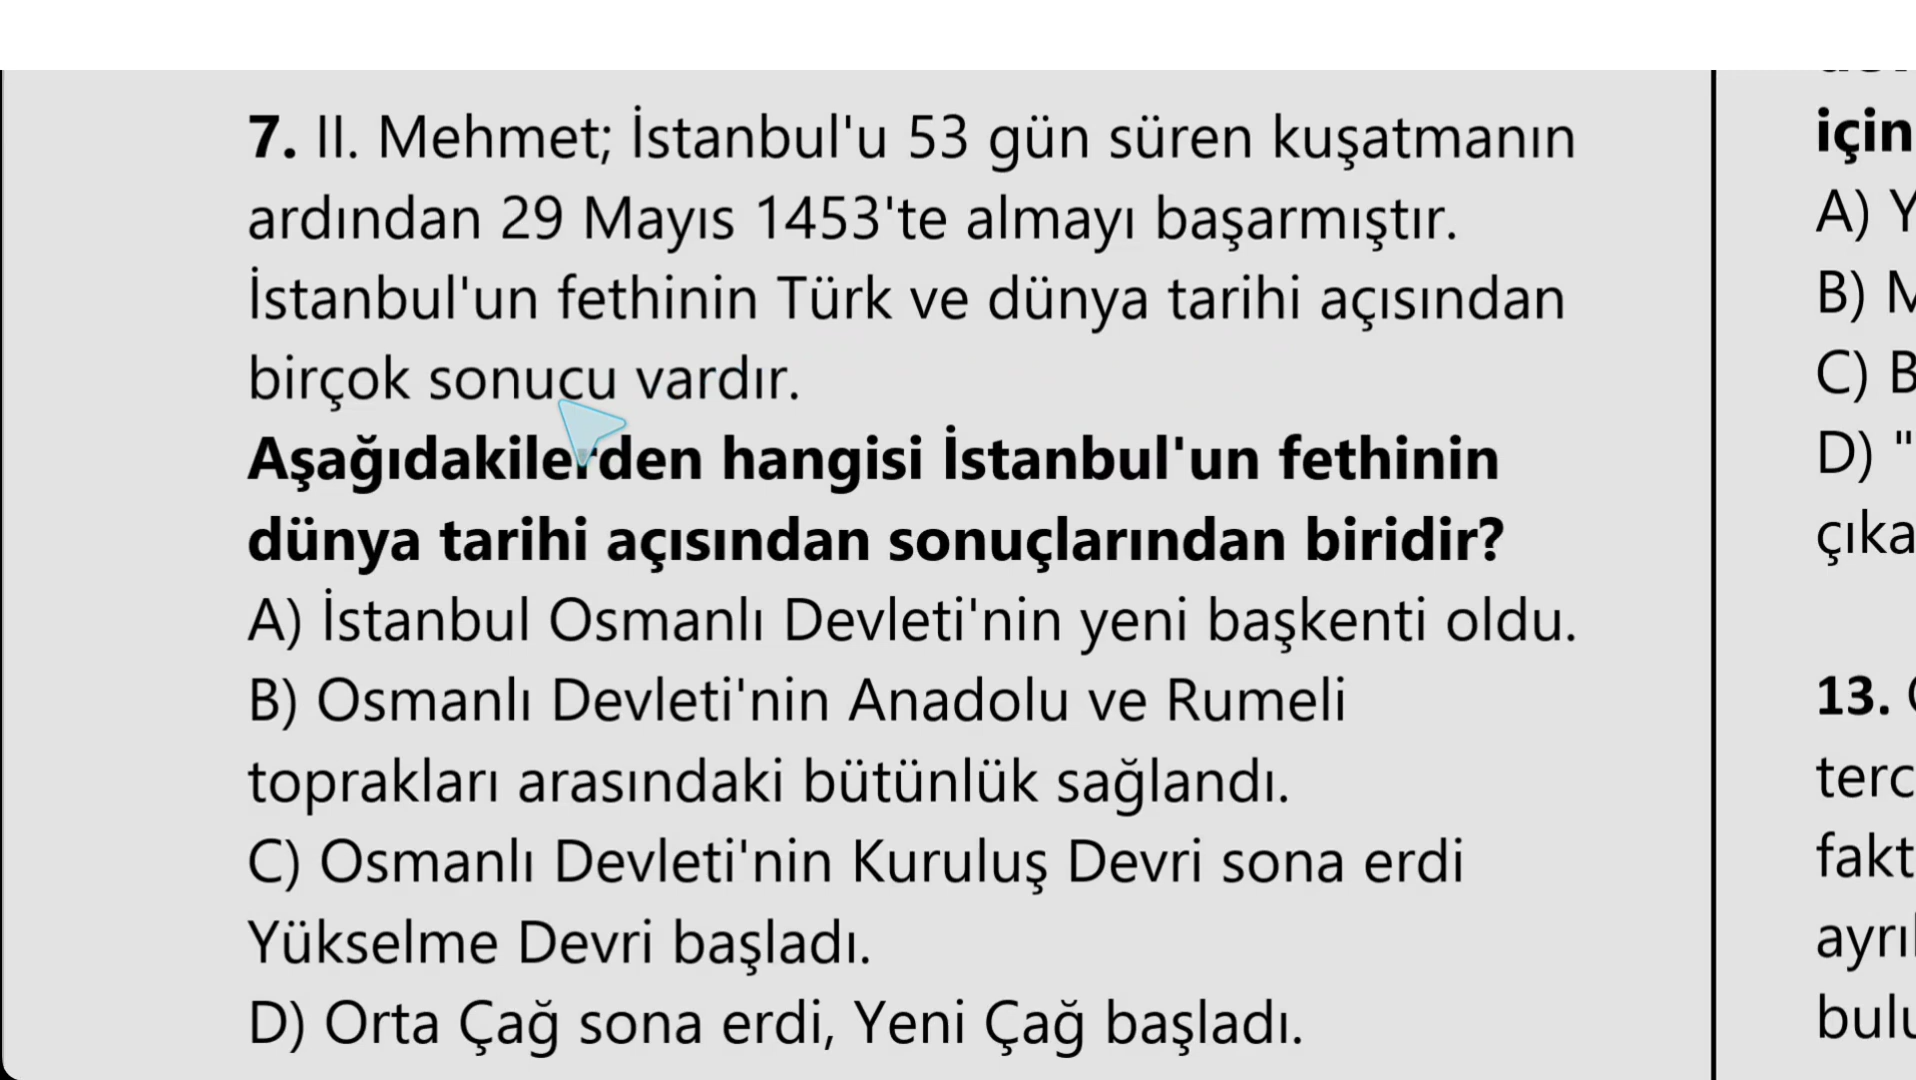 7. II. Mehmet; İstanbul'u 53 gün süren kuşatmanın
ardından 29 Mayıs 1453'te almayı başarmıştır.
İstanbul'un fethinin Türk ve dünya tarihi açısından
birçok sonucu vardır.
Aşağıdakilerden hangisi İstanbul'un fethinin
dünya tarihi açısından sonuçlarından biridir?
A) İstanbul Osmanlı Devleti'nin yeni başkenti oldu.
B) Osmanlı Devleti'nin Anadolu ve Rumeli
toprakları arasındaki bütünlük sağlandı.
C) Osmanlı Devleti'nin Kuruluş Devri sona erdi
Yükselme Devri başladı.
D) Orta Çağ sona erdi, Yeni Çağ başladı.
için
A) Y
B)
C) B
D) "
çıka
13.
terc
fakt
ayrı
bulu